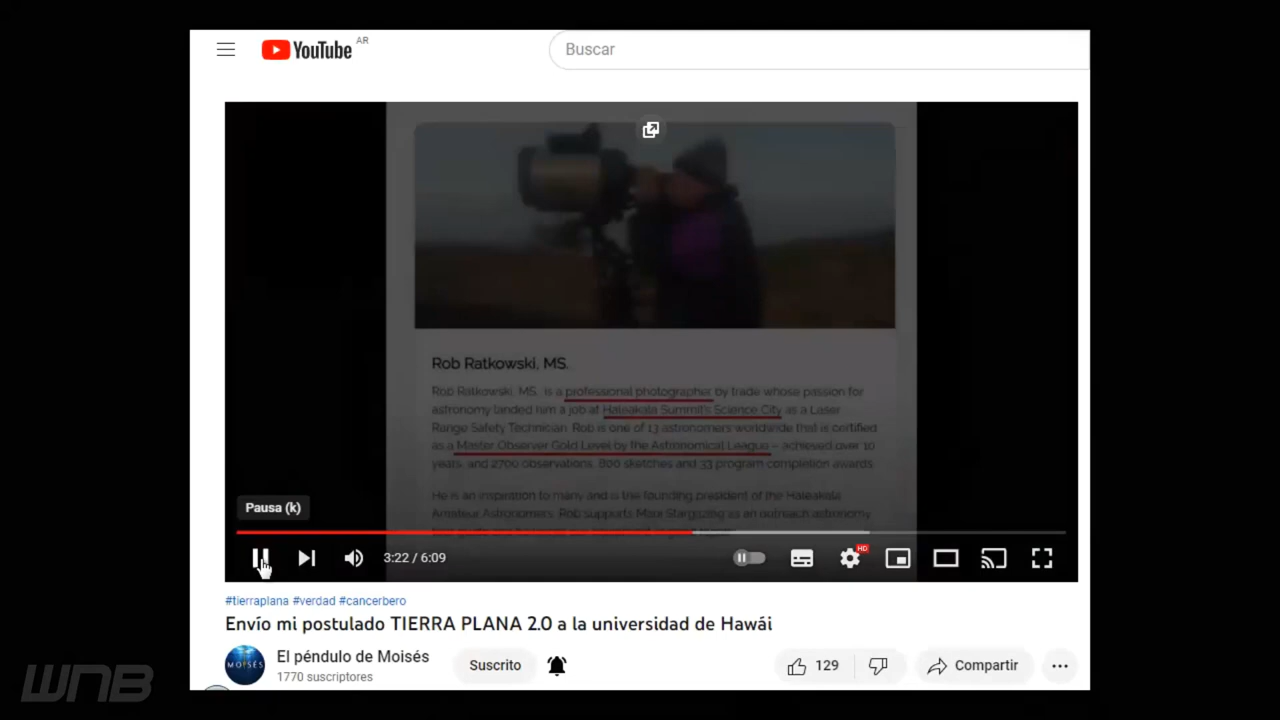 YouTube AR
Buscar
Rob Ratkowski, MS.
Rob Ratkowski, MS. is a professional photographer by trade whose passion for
astronomy landed him a job at Haleakala Summit's Science City as a Laser
Range Safety Technician. Rob is one of 13 astronomers worldwide that is certified
as a Master Observer Gold Level by the Astronomical League – achieved over 10
years, and 2700 observations, 800 sketches and 33 program completion awards.
He is an inspiration to many and is the founding president of the Haleakala
Amateur Astronomers. Rob supports Maui Stargazing as an outreach astronomy
Pausa (k)
3:22 / 6:09
HD
#tierraplana #verdad #cancerbero
Envío mi postulado TIERRA PLANA 2.0 a la universidad de Hawái
MOISÉS
El péndulo de Moisés
1770 suscriptores
Suscrito
129
Compartir
WNB